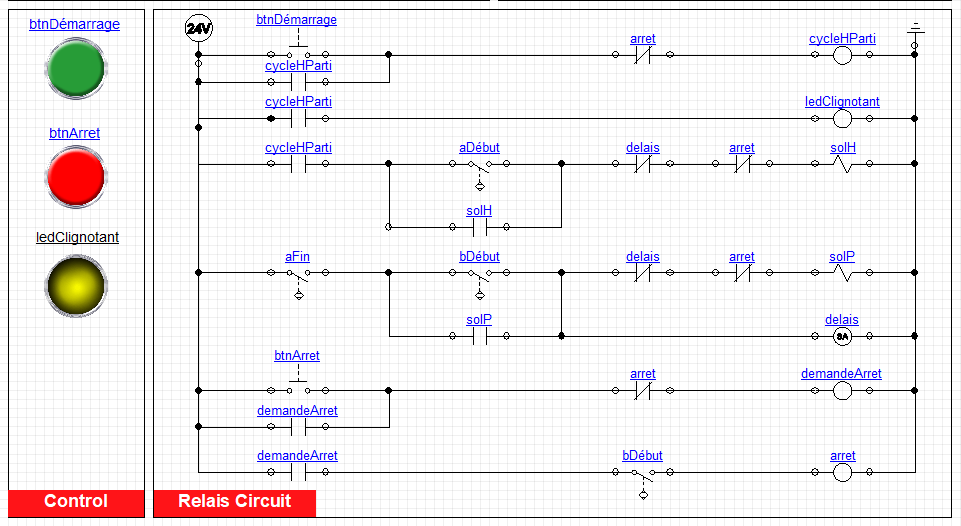 btnDémarrage
btnArret
ledClignotant
Control
24V
btnDémarrage
arret
cycleHParti
cycleHParti
cycleHParti
ledClignotant
cycleHParti
aDébut
delais
arret
solH
solH
aFin
bDébut
delais
arret
solP
solP
delais
SA
btnArret
arret
demandeArret
demandeArret
demandeArret
bDébut
arret
Relais Circuit